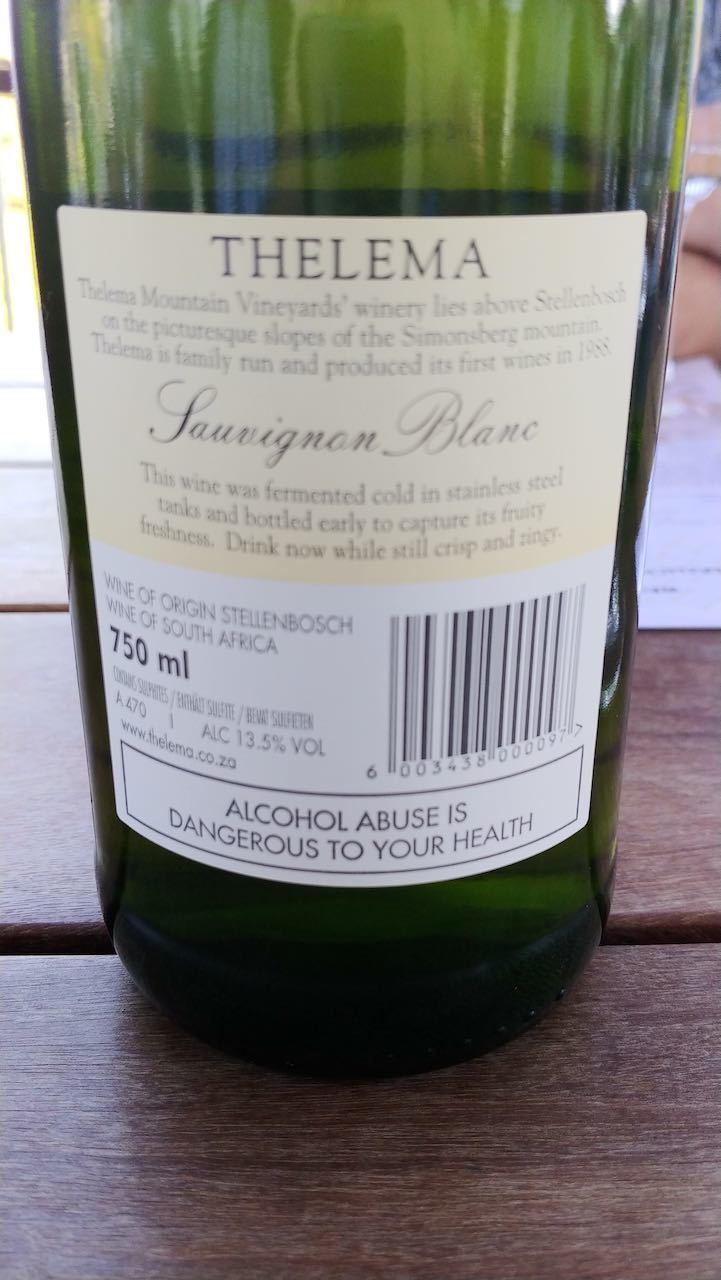 THELEMA
Thelema Mountain Vineyards' winery lies above Stellenbosch
on the picturesque slopes of the Simonsberg mountain.
Thelema is family run and produced its first wines in 1988.
Sauvignon Blanc
This wine was fermented cold in stainless steel
tanks and bottled early to capture its fruity
freshness. Drink now while still crisp and zingy.
WINE OF ORIGIN STELLENBOSCH
WINE OF SOUTH AFRICA
750 ml
CONTAINS SULPHITES / ENTHÄLT SULFITE / BEVAT SULFIETEN
A 470 I ALC 13.5% VOL
www.thelema.co.za
6 003438 000097 >
ALCOHOL ABUSE IS
DANGEROUS TO YOUR HEALTH